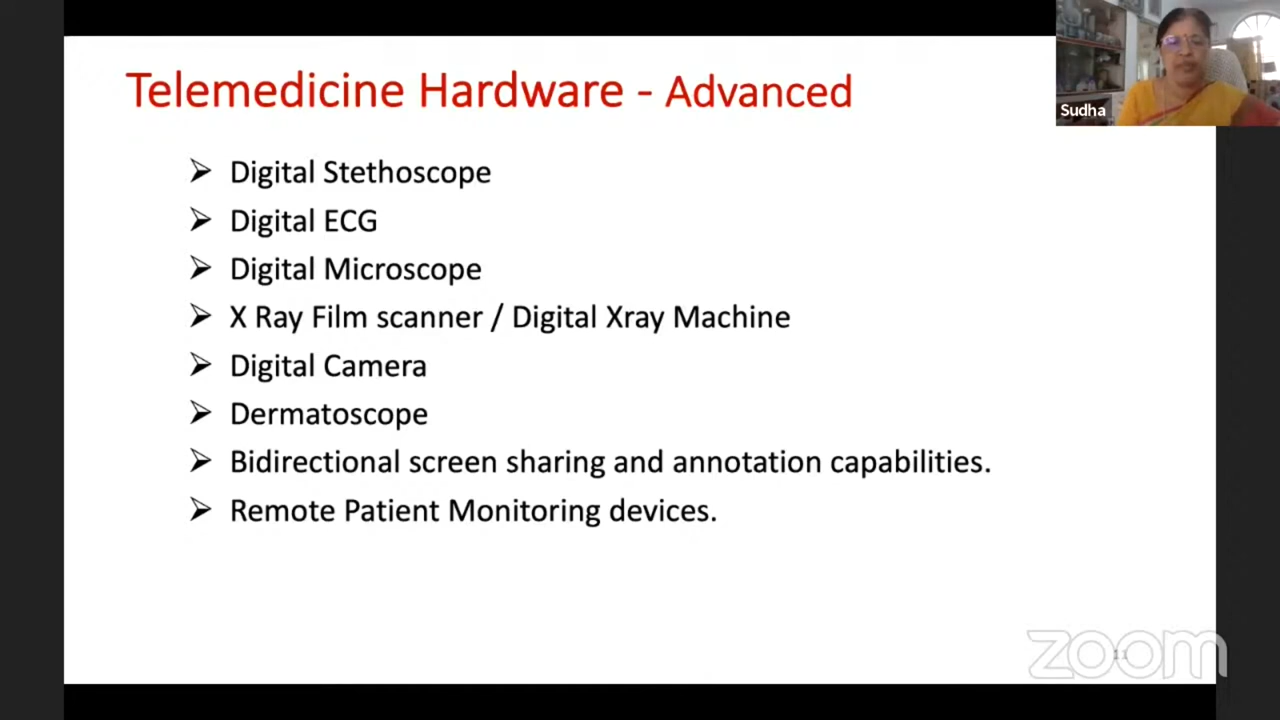 Telemedicine Hardware - Advanced
Sudha
➢ Digital Stethoscope
➢ Digital ECG
➢ Digital Microscope
➢ X Ray Film scanner / Digital Xray Machine
➢ Digital Camera
➢ Dermatoscope
➢ Bidirectional screen sharing and annotation capabilities.
➢ Remote Patient Monitoring devices.
zoom
11